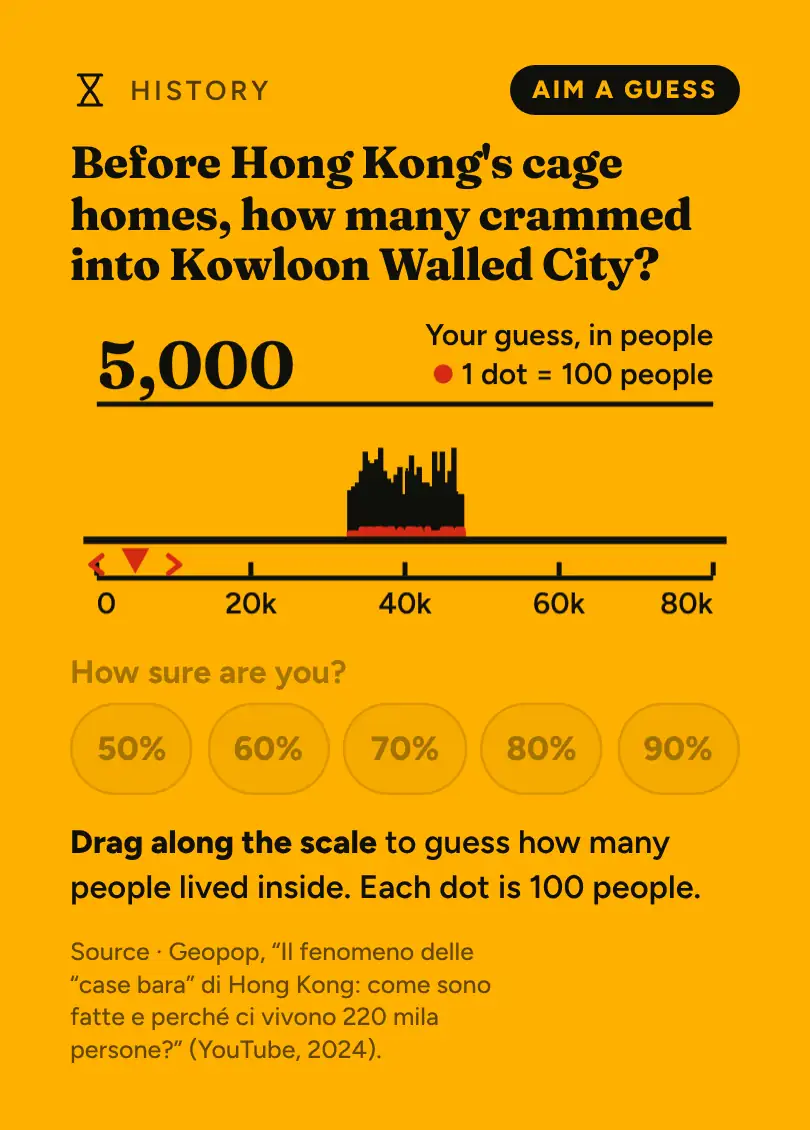 HISTORY
AIM A GUESS
Before Hong Kong's cage
homes, how many crammed
into Kowloon Walled City?
5,000
Your guess, in people
1 dot = 100 people
0 20k 40k 60k 80k
How sure are you?
50% 60% 70% 80% 90%
Drag along the scale to guess how many
people lived inside. Each dot is 100 people.
Source · Geopop, “Il fenomeno delle
“case bara” di Hong Kong: come sono
fatte e perché ci vivono 220 mila
persone?” (YouTube, 2024).